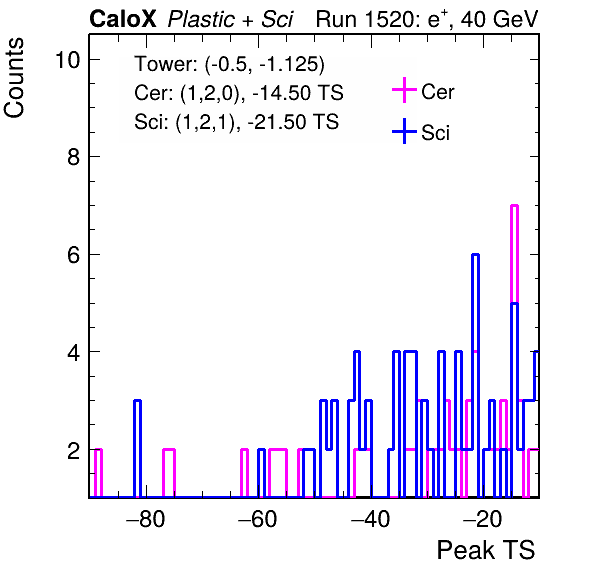 CaloX Plastic + Sci Run 1520: e⁺, 40 GeV
Tower: (-0.5, -1.125)
Cer: (1,2,0), -14.50 TS
Sci: (1,2,1), -21.50 TS
Cer
Sci
Counts
10
8
6
4
2
−80 −60 −40 −20
Peak TS